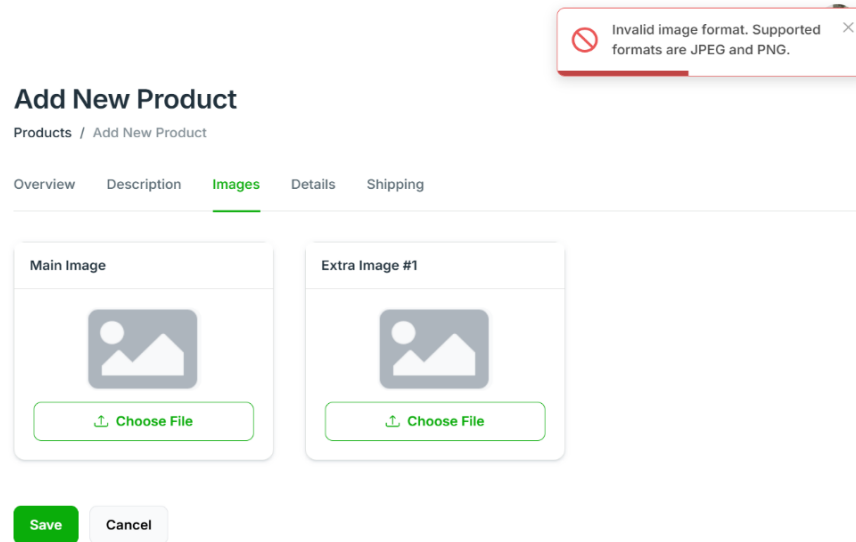 Invalid image format. Supported
formats are JPEG and PNG.
Add New Product
Products / Add New Product
Overview Description Images Details Shipping
Main Image
Extra Image #1
Choose File
Choose File
Save Cancel